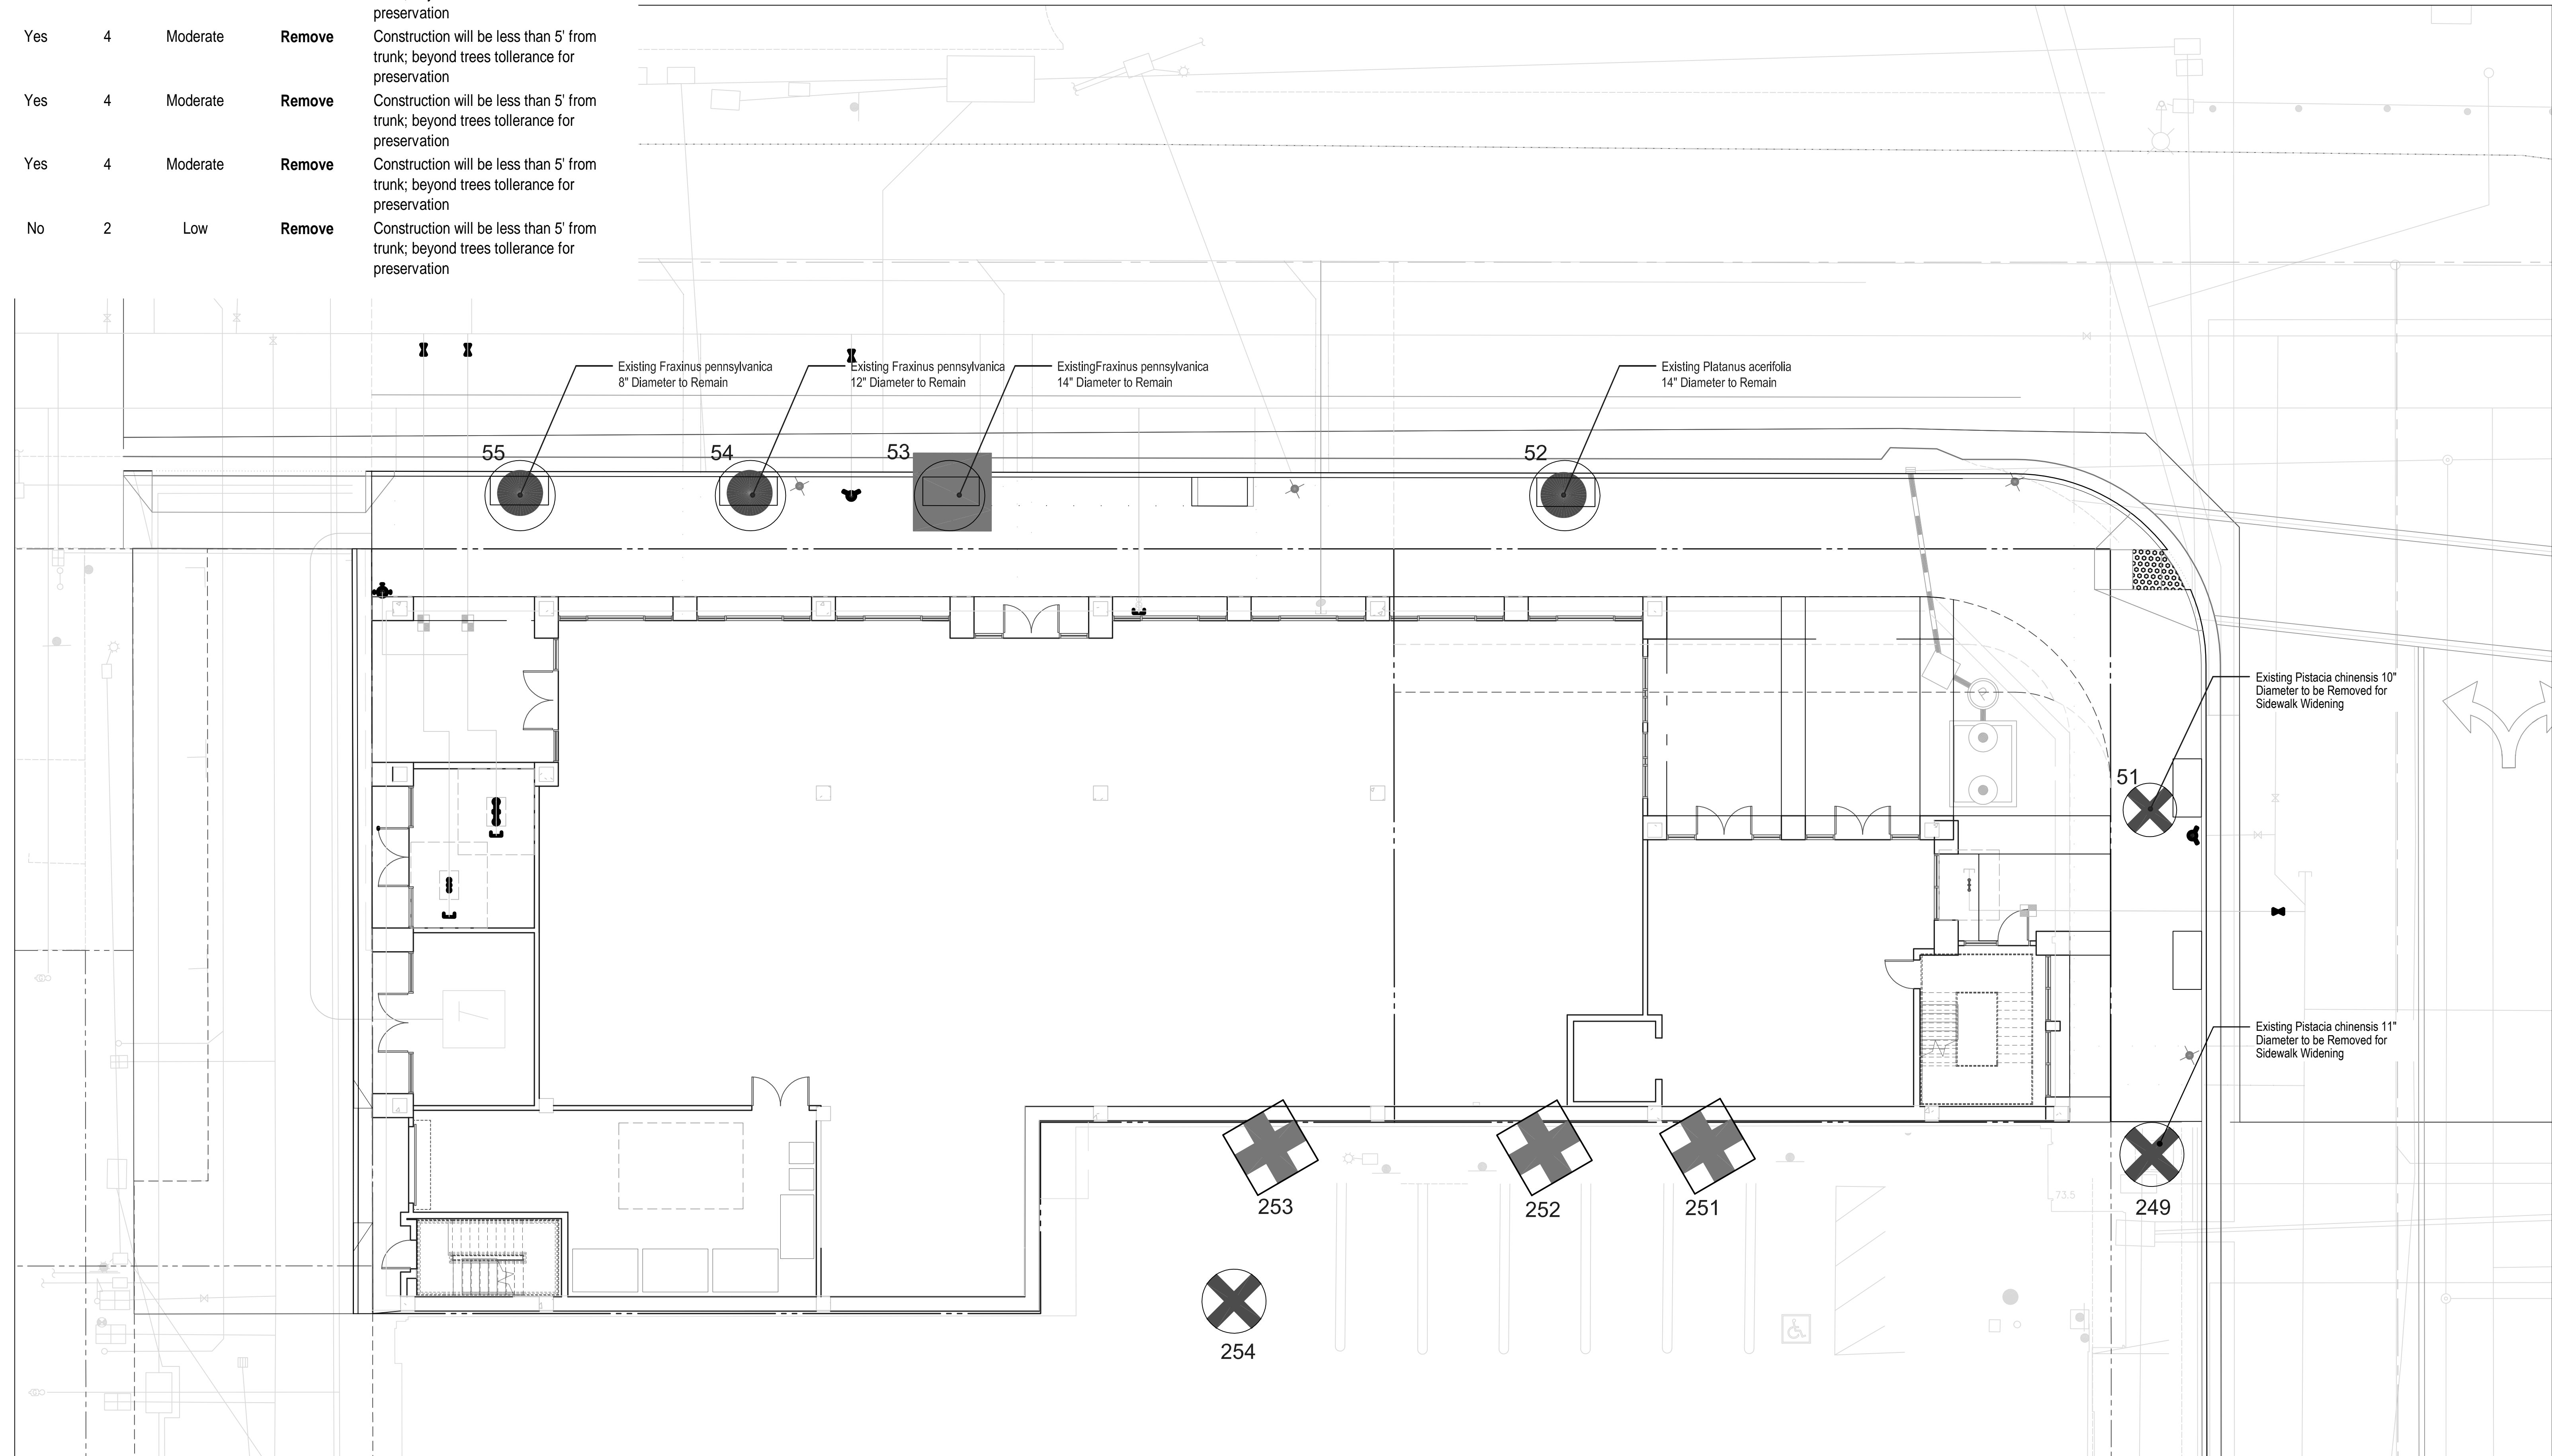 preservation
Yes 4 Moderate Remove Construction will be less than 5' from
trunk; beyond trees tollerance for
preservation
Yes 4 Moderate Remove Construction will be less than 5' from
trunk; beyond trees tollerance for
preservation
Yes 4 Moderate Remove Construction will be less than 5' from
trunk; beyond trees tollerance for
preservation
No 2 Low Remove Construction will be less than 5' from
trunk; beyond trees tollerance for
preservation
Existing Fraxinus pennsylvanica
8" Diameter to Remain
Existing Fraxinus pennsylvanica
12" Diameter to Remain
ExistingFraxinus pennsylvanica
14" Diameter to Remain
Existing Platanus acerifolia
14" Diameter to Remain
55
54
53
52
Existing Pistacia chinensis 10"
Diameter to be Removed for
Sidewalk Widening
51
Existing Pistacia chinensis 11"
Diameter to be Removed for
Sidewalk Widening
253
252
251
249
73.5
254